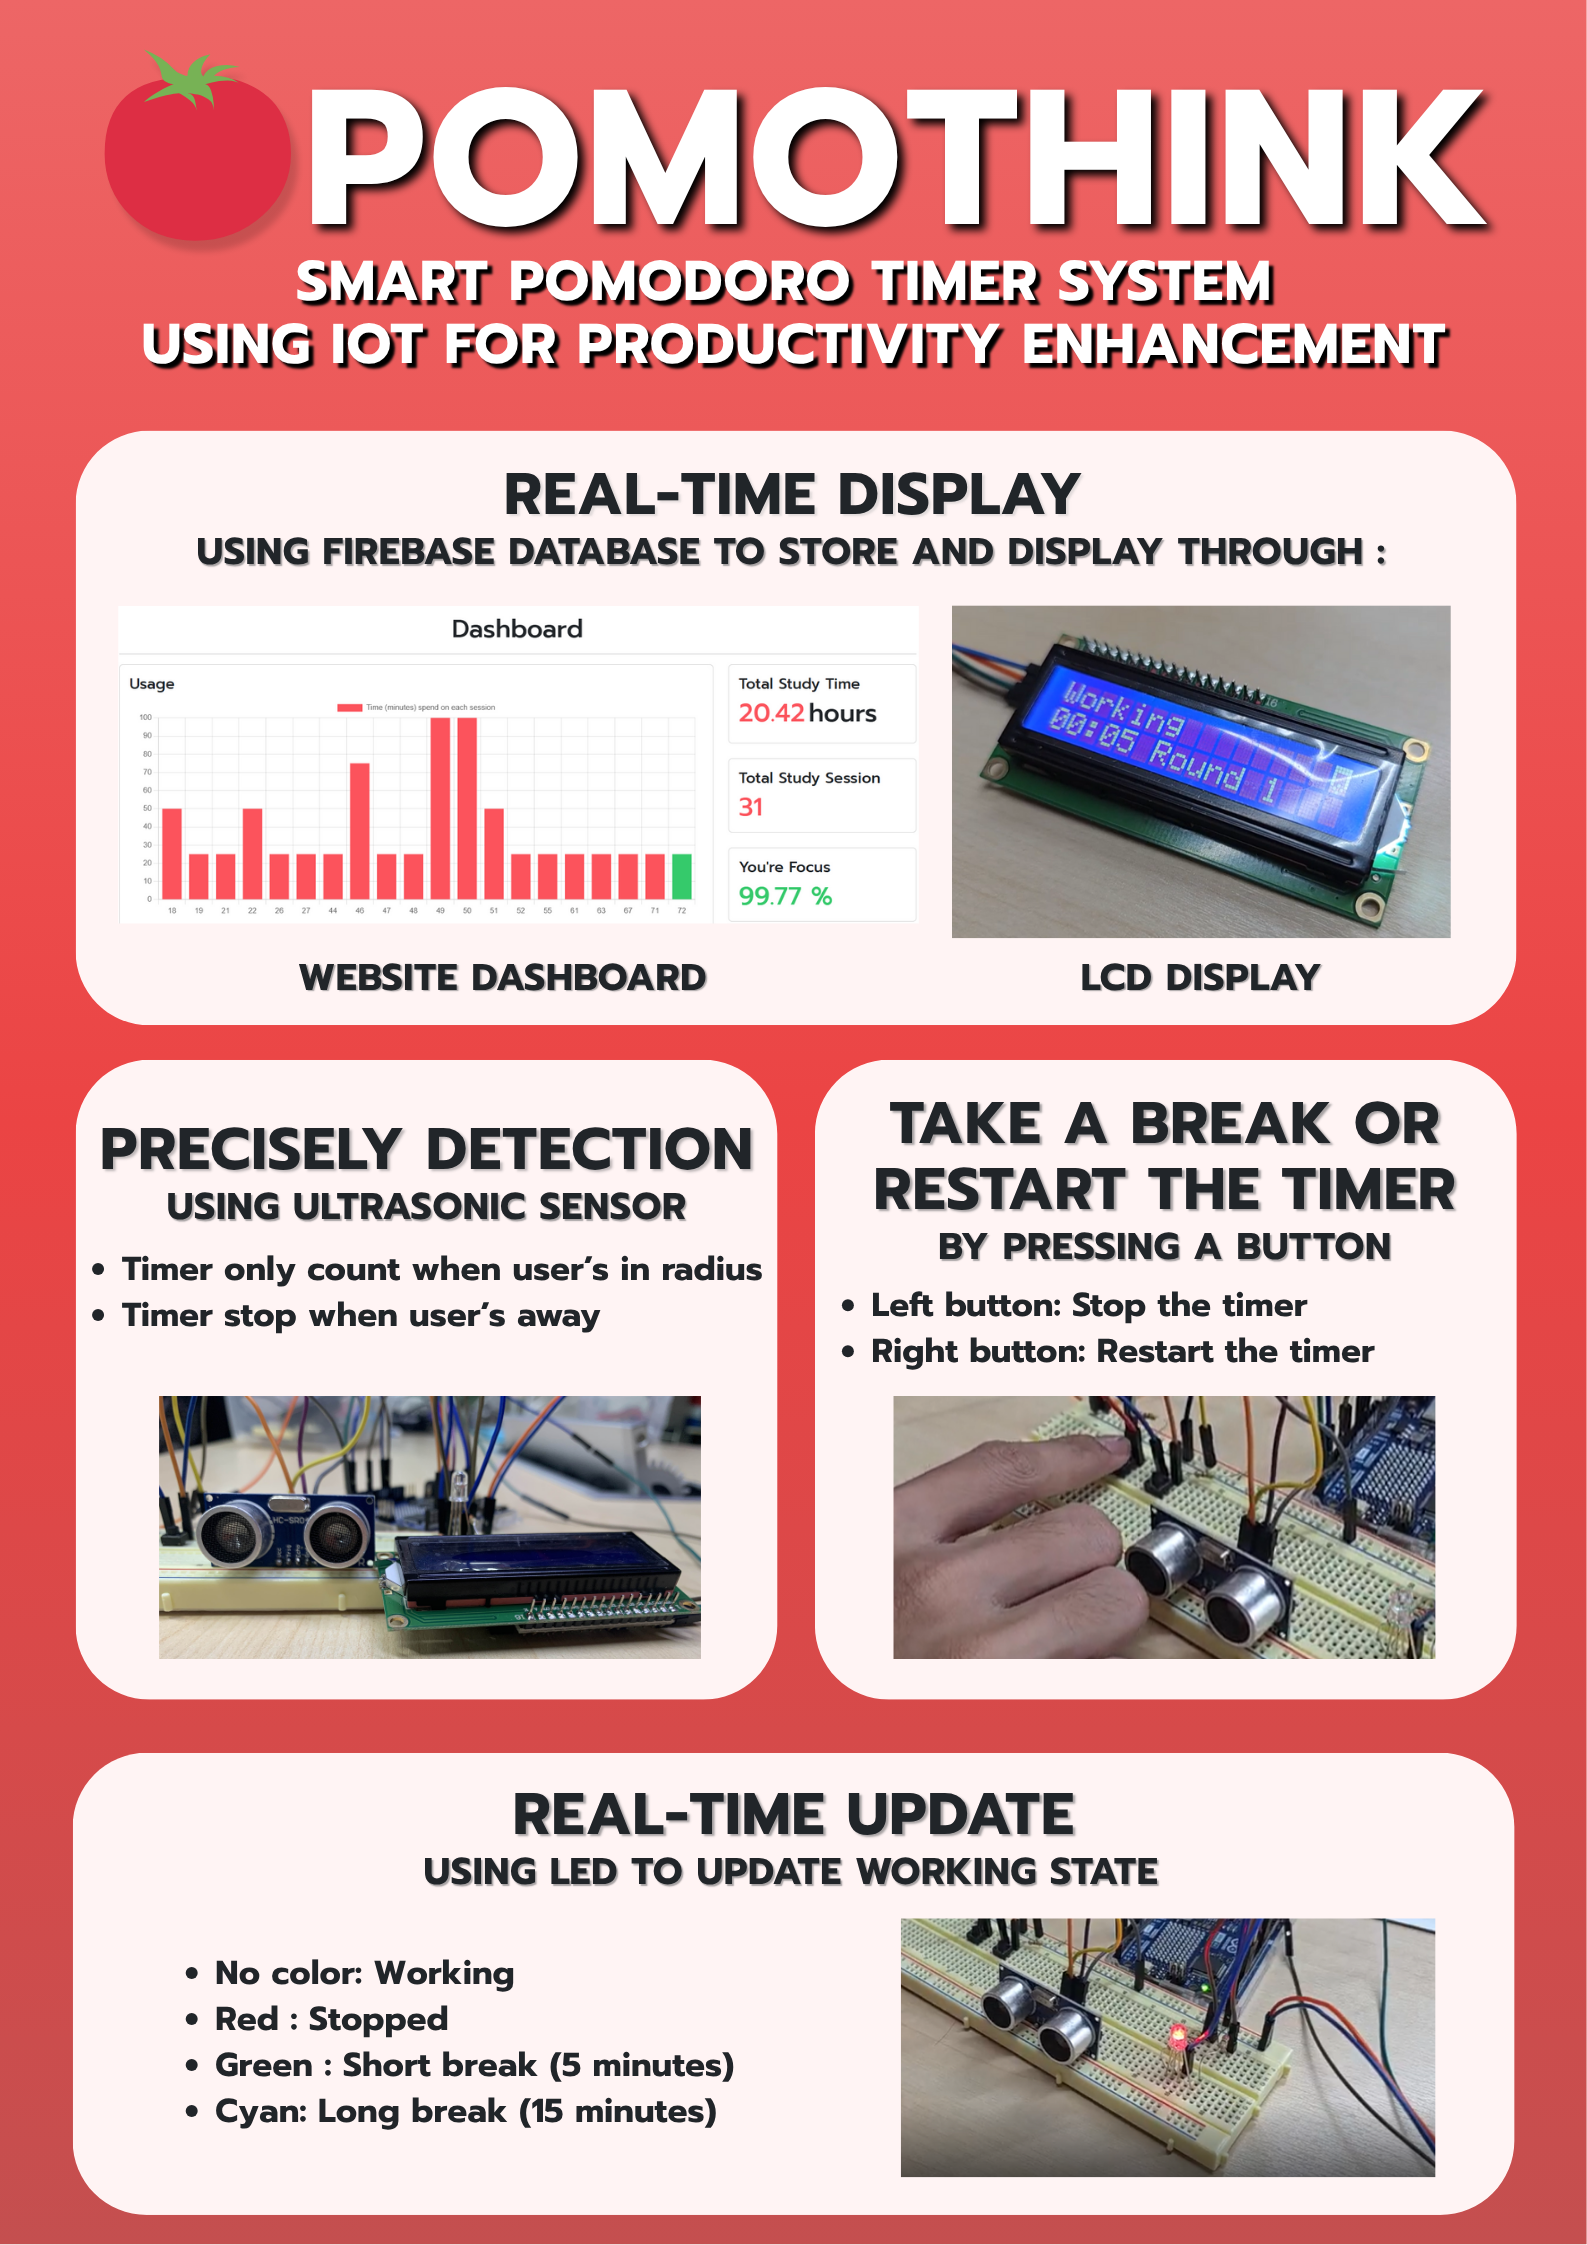 POMOTHINK
SMART POMODORO TIMER SYSTEM
USING IOT FOR PRODUCTIVITY ENHANCEMENT
REAL-TIME DISPLAY
USING FIREBASE DATABASE TO STORE AND DISPLAY THROUGH :
Dashboard
Usage
Time (minutes) spend on each session
100
90
80
70
60
50
40
30
20
10
0
18 19 21 22 26 27 44 46 47 48 49 50 51 52 55 61 63 67 71 72
Total Study Time
20.42 hours
Total Study Session
31
You're Focus
99.77 %
Working
00:05 Round 1
16
WEBSITE DASHBOARD
LCD DISPLAY
PRECISELY DETECTION
USING ULTRASONIC SENSOR
• Timer only count when user's in radius
• Timer stop when user's away
HC-SR04
TAKE A BREAK OR
RESTART THE TIMER
BY PRESSING A BUTTON
• Left button: Stop the timer
• Right button: Restart the timer
REAL-TIME UPDATE
USING LED TO UPDATE WORKING STATE
• No color: Working
• Red : Stopped
• Green : Short break (5 minutes)
• Cyan: Long break (15 minutes)